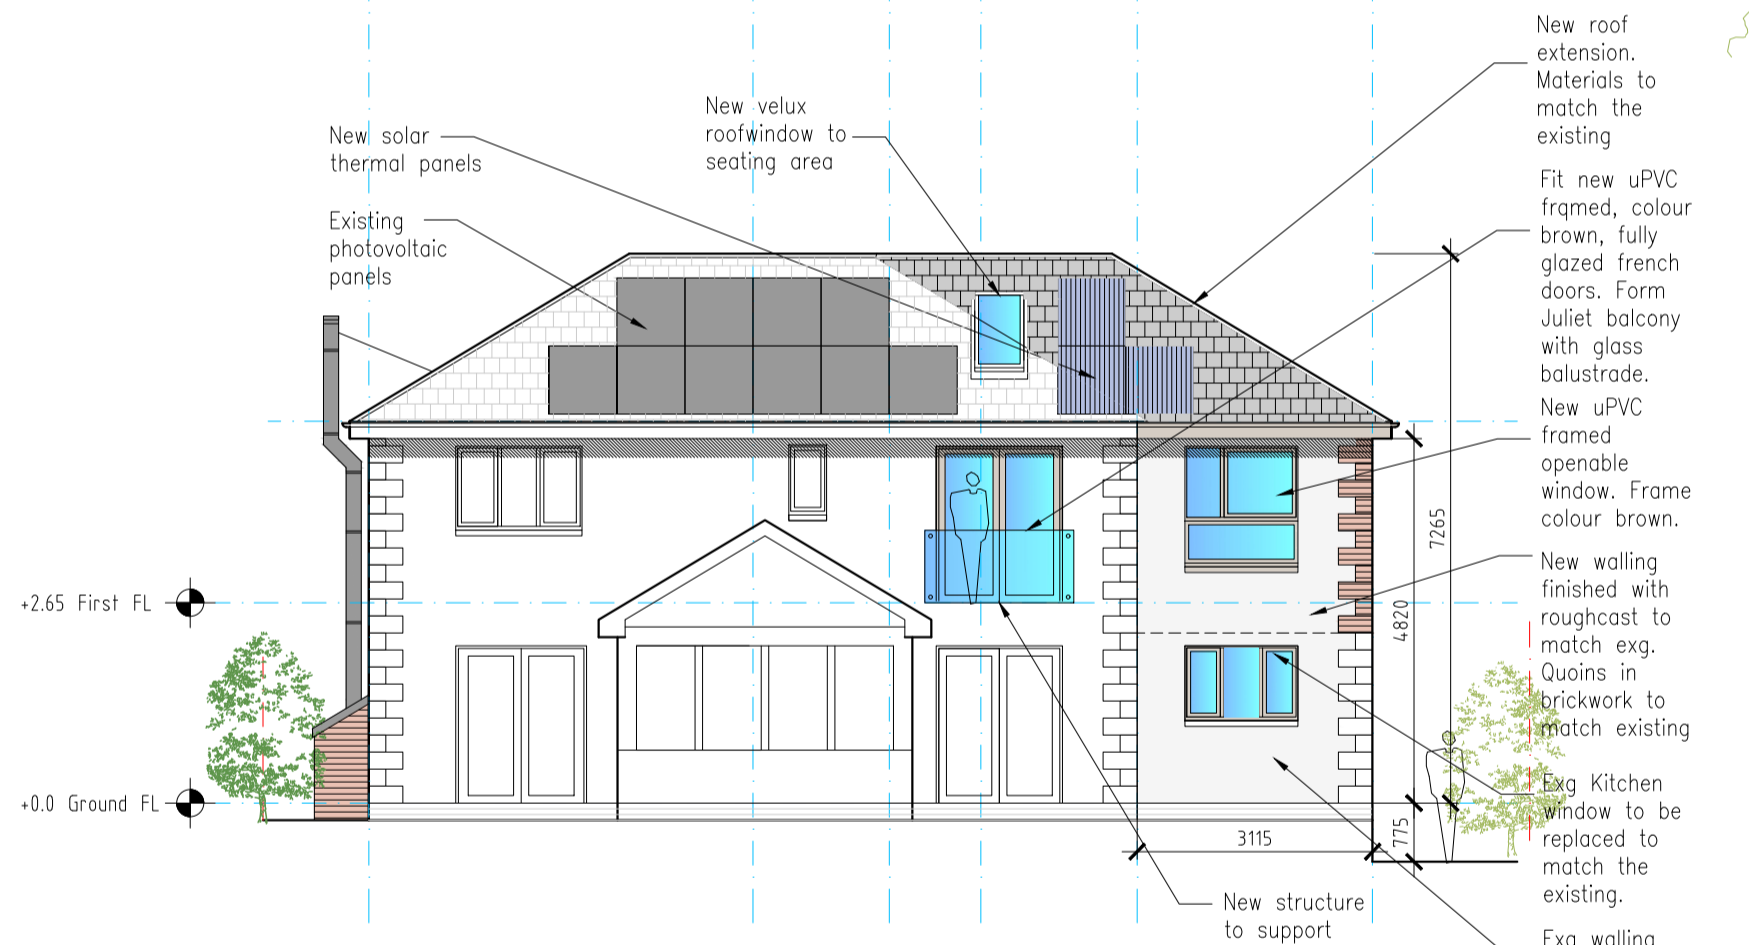 New solar
thermal panels
Existing
photovoltaic
panels
New velux
roofwindow to
seating area
New roof
extension.
Materials to
match the
existing
Fit new uPVC
frqmed, colour
brown, fully
glazed french
doors. Form
Juliet balcony
with glass
balustrade.
New uPVC
framed
openable
window. Frame
colour brown.
New walling
finished with
roughcast to
match exg.
Quoins in
brickwork to
match existing
Exg Kitchen
window to be
replaced to
match the
existing.
Exg walling
New structure
to support
+2.65 First FL
+0.0 Ground FL
7265
4820
775
3115